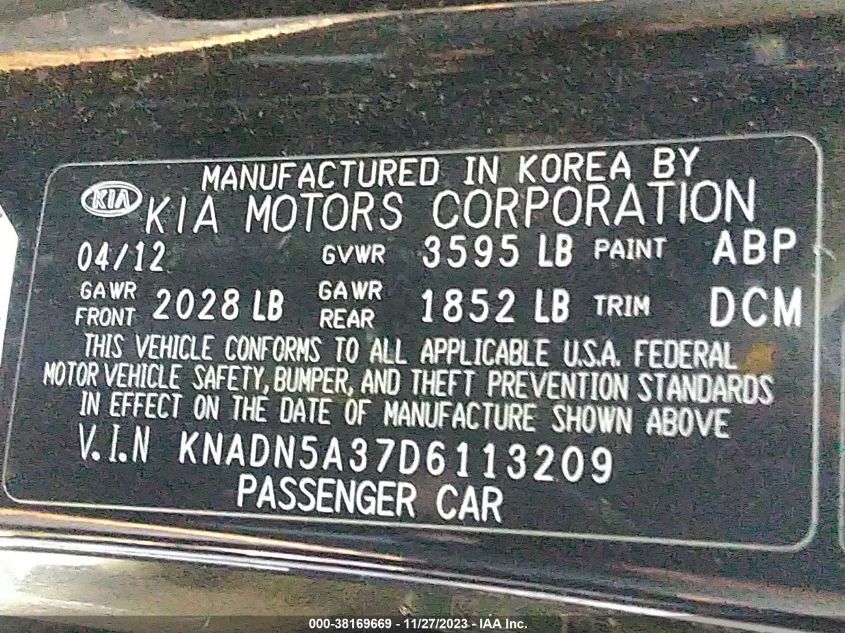 MANUFACTURED IN KOREA BY
KIA KIA MOTORS CORPORATION
04/12 GVWR 3595 LB PAINT ABP
GAWR FRONT 2028 LB GAWR REAR 1852 LB TRIM DCM
THIS VEHICLE CONFORMS TO ALL APPLICABLE U.S.A. FEDERAL
MOTOR VEHICLE SAFETY, BUMPER, AND THEFT PREVENTION STANDARDS
IN EFFECT ON THE DATE OF MANUFACTURE SHOWN ABOVE
V.I.N KNADN5A37D6113209
PASSENGER CAR
000-38169669 - 11/27/2023 - IAA Inc.